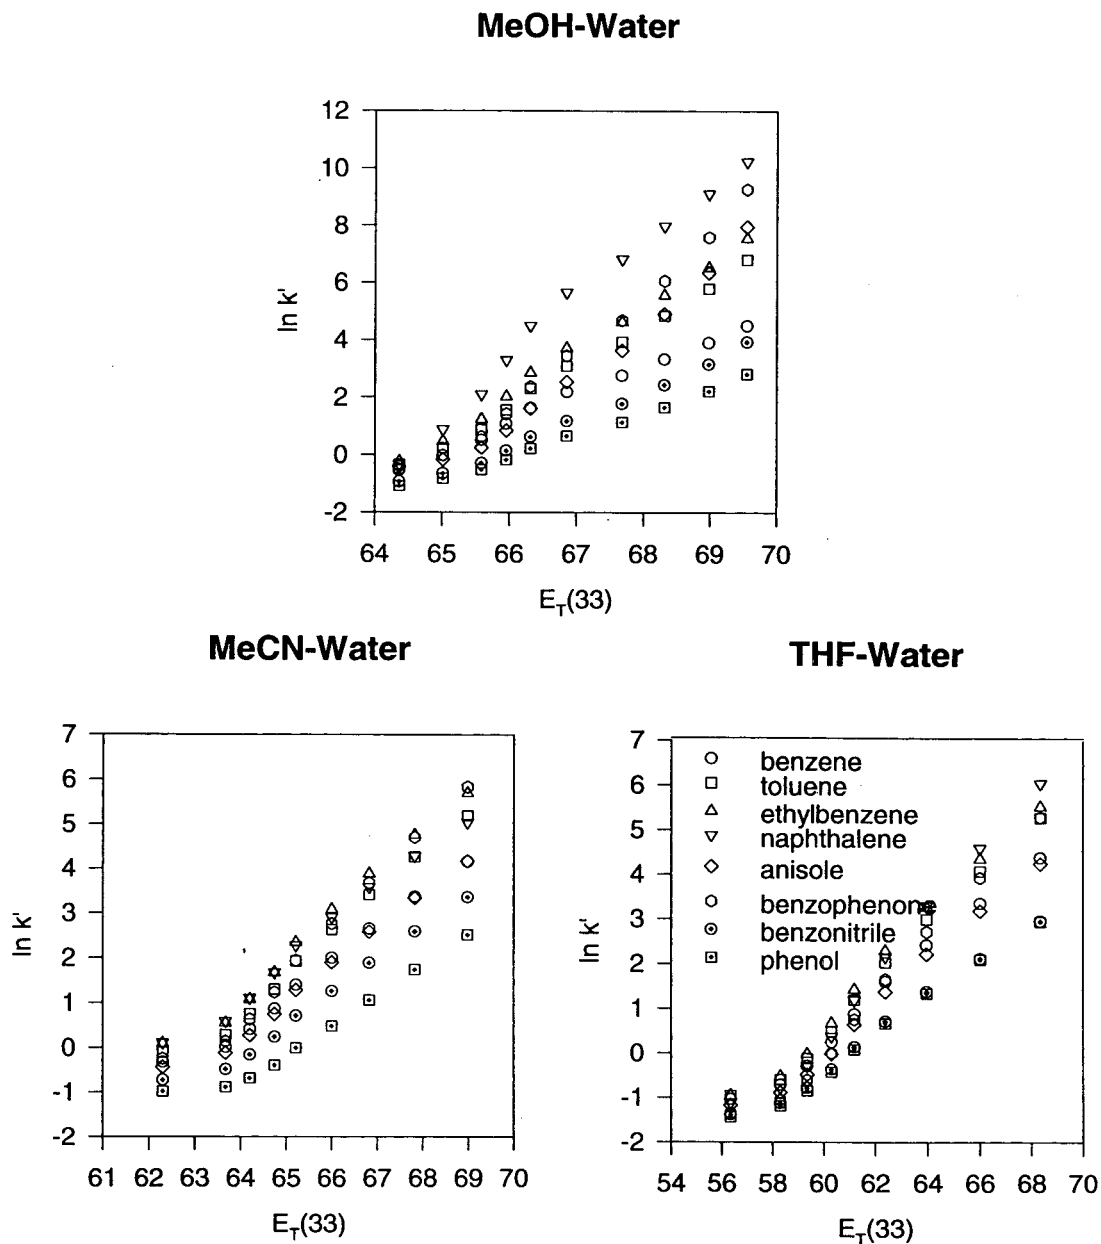 MeOH-Water
12
10
8
6
4
2
0
-2
ln k'
64 65 66 67 68 69 70
E_T(33)
MeCN-Water
7
6
5
4
3
2
1
0
-1
-2
ln k'
61 62 63 64 65 66 67 68 69 70
E_T(33)
THF-Water
7
6
5
4
3
2
1
0
-1
-2
ln k'
benzene
toluene
ethylbenzene
naphthalene
anisole
benzophenone
benzonitrile
phenol
54 56 58 60 62 64 66 68 70
E_T(33)